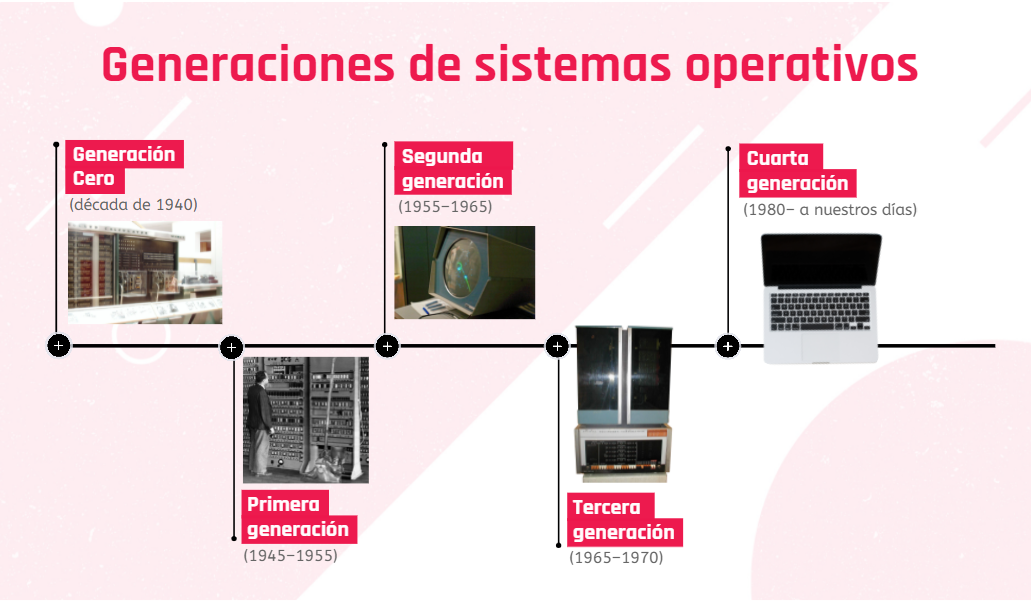 Generaciones de sistemas operativos
Generación
Cero
(década de 1940)
Primera
generación
(1945–1955)
Segunda
generación
(1955–1965)
Tercera
generación
(1965–1970)
Cuarta
generación
(1980– a nuestros días)